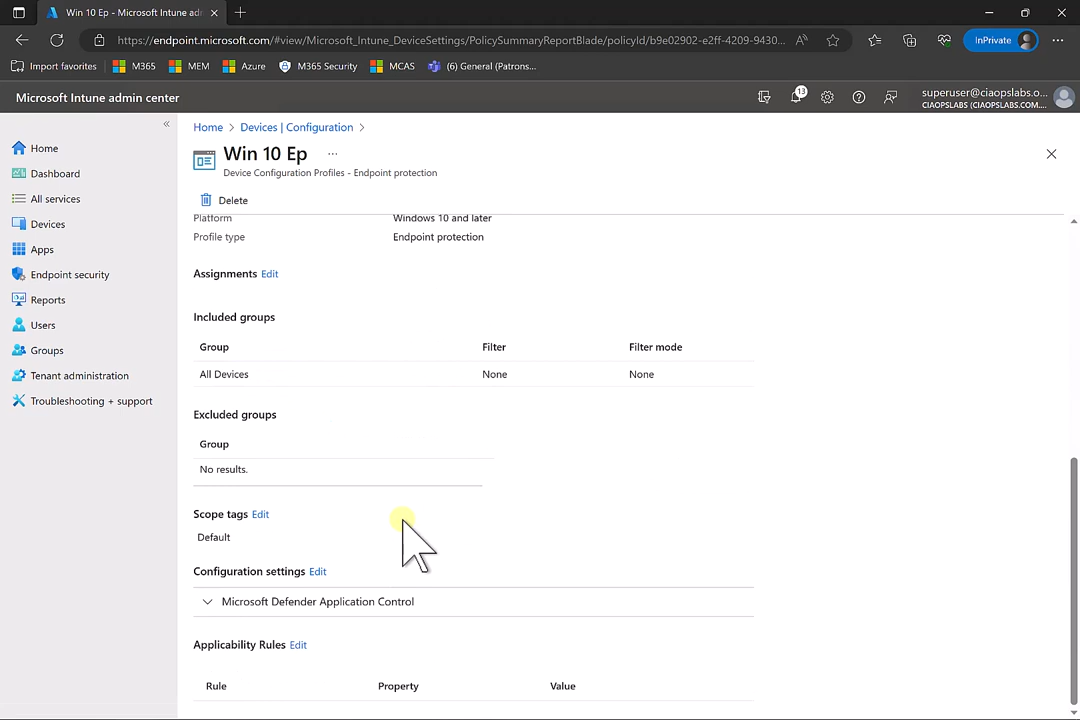 Win 10 Ep - Microsoft Intune adm
https://endpoint.microsoft.com/#view/Microsoft_Intune_DeviceSettings/PolicySummaryReportBlade/policyId/b9e02902-e2ff-4209-9430...
InPrivate
Import favorites
M365
MEM
Azure
M365 Security
MCAS
(6) General (Patrons...
Microsoft Intune admin center
13
superuser@ciaopslabs.o...
CIAOPSLABS (CIAOPSLABS.COM....
Home
Dashboard
All services
Devices
Apps
Endpoint security
Reports
Users
Groups
Tenant administration
Troubleshooting + support
Home > Devices | Configuration >
Win 10 Ep ...
Device Configuration Profiles - Endpoint protection
Delete
Platform Windows 10 and later
Profile type Endpoint protection
Assignments Edit
Included groups
Group Filter Filter mode
All Devices None None
Excluded groups
Group
No results.
Scope tags Edit
Default
Configuration settings Edit
Microsoft Defender Application Control
Applicability Rules Edit
Rule Property Value